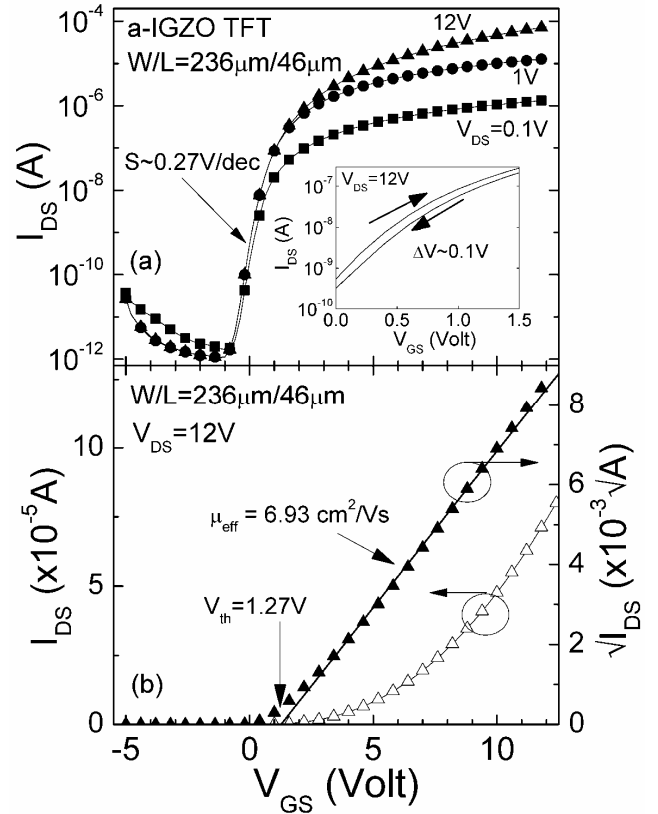 a-IGZO TFT
W/L=236μm/46μm
12V
1V
V_DS=0.1V
S~0.27V/dec
10^-4
10^-6
10^-8
10^-10
10^-12
I_DS (A)
(a)
V_DS=12V
ΔV~0.1V
10^-7
10^-8
10^-9
10^-10
I_DS (A)
0.0 0.5 1.0 1.5
V_GS (Volt)
W/L=236μm/46μm
V_DS=12V
μ_eff = 6.93 cm^2/Vs
V_th=1.27V
(b)
10
5
0
I_DS (x10^-5 A)
8
6
4
2
0
√I_DS (x10^-3 √A)
-5 0 5 10
V_GS (Volt)